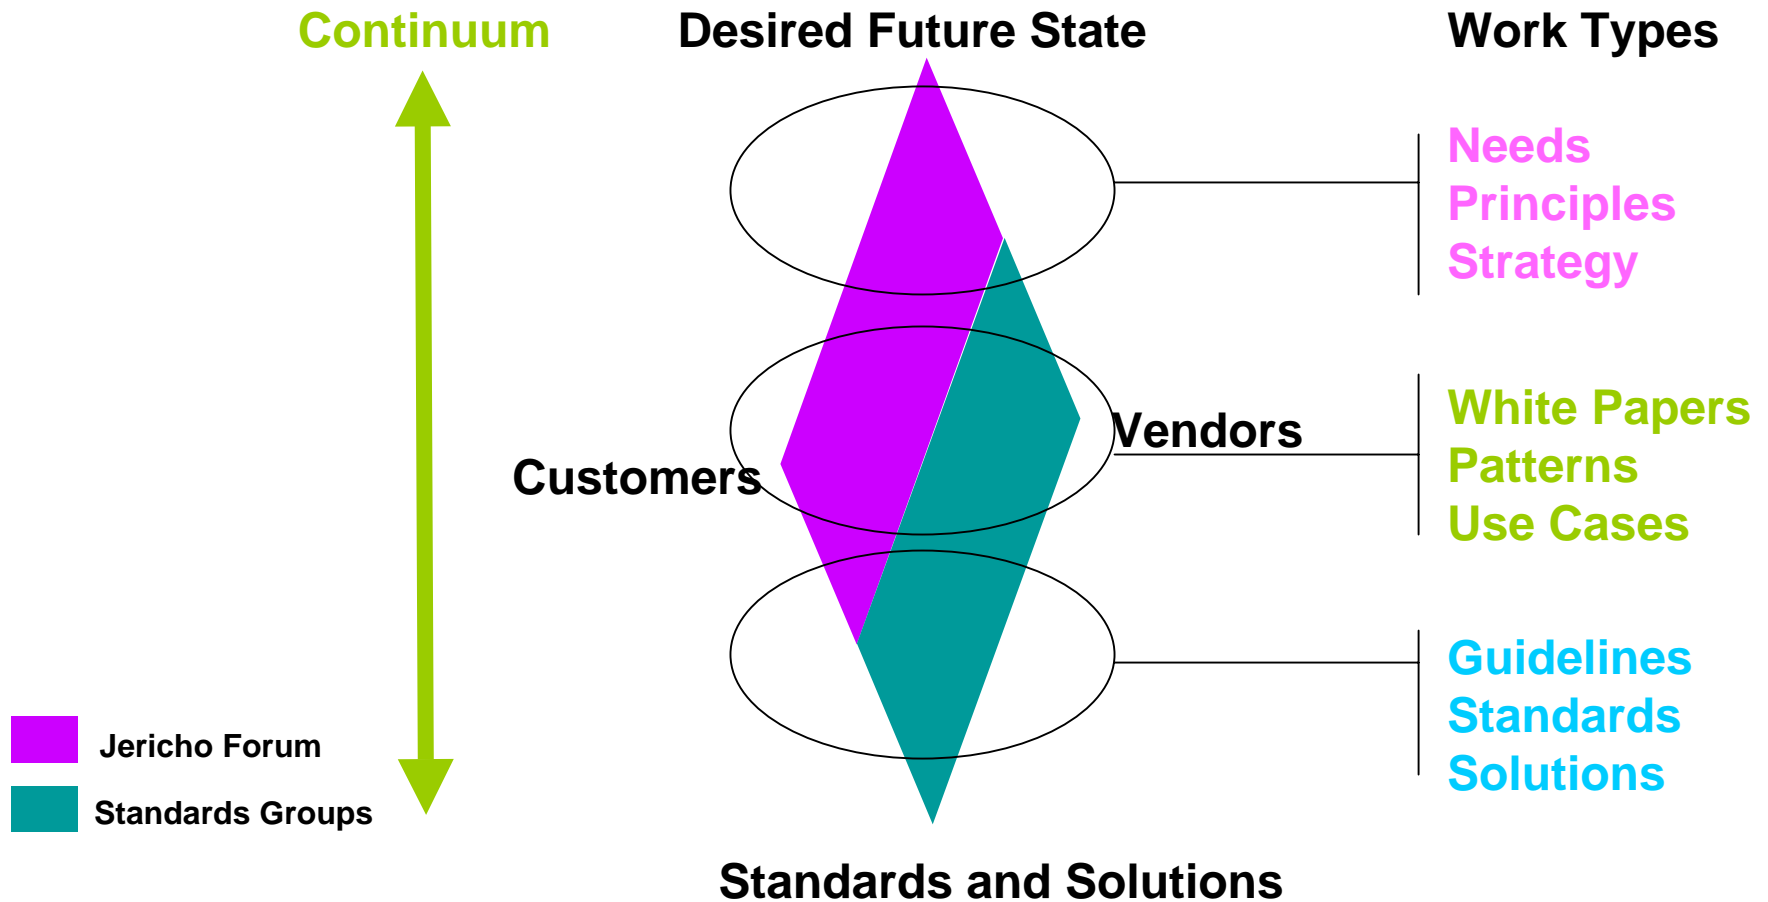 Continuum
Desired Future State
Work Types
Needs
Principles
Strategy
White Papers
Patterns
Use Cases
Vendors
Customers
Guidelines
Standards
Solutions
Jericho Forum
Standards Groups
Standards and Solutions